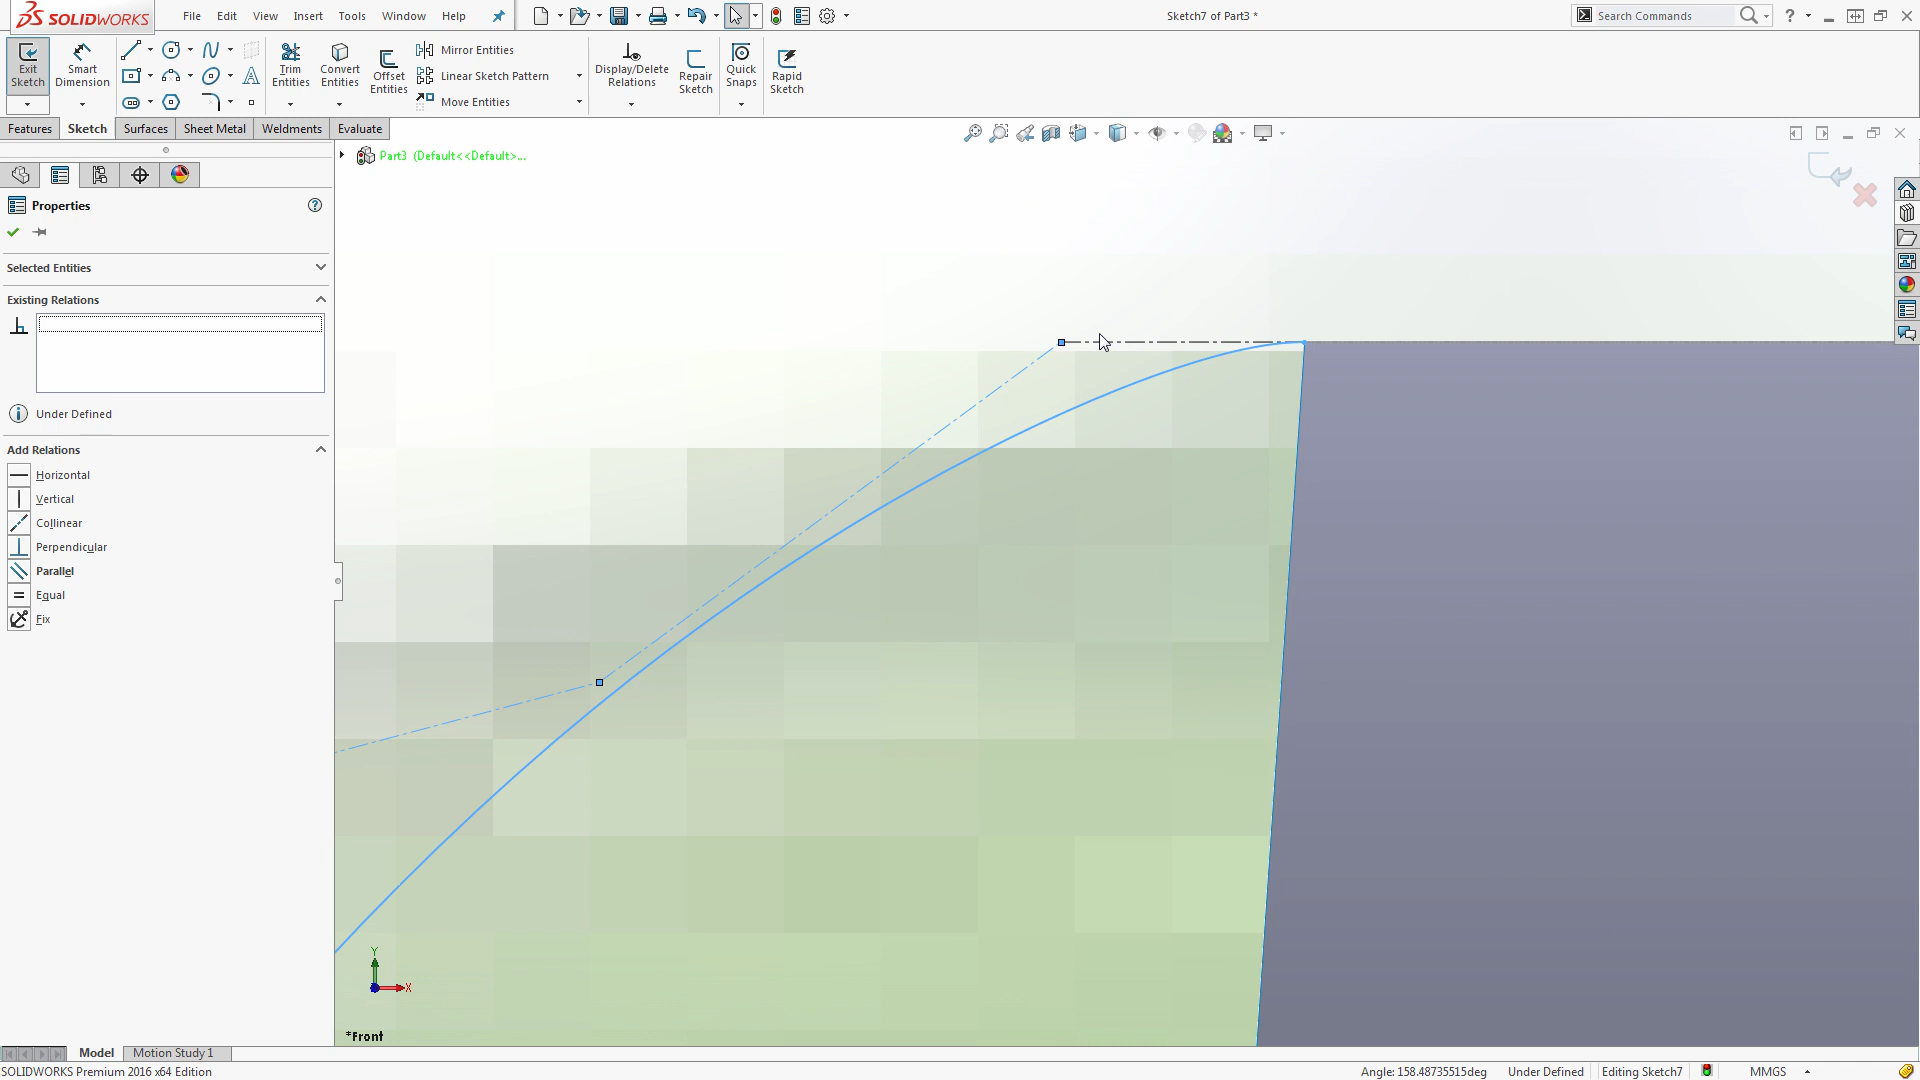 SOLIDWORKS
File Edit View Insert Tools Window Help
Sketch7 of Part3 *
Search Commands
Exit Sketch
Smart Dimension
Trim Entities
Convert Entities
Offset Entities
Mirror Entities
Linear Sketch Pattern
Move Entities
Display/Delete Relations
Repair Sketch
Quick Snaps
Rapid Sketch
Features Sketch Surfaces Sheet Metal Weldments Evaluate
Part3 (Default<<Default>...
Properties
Selected Entities
Existing Relations
Under Defined
Add Relations
Horizontal
Vertical
Collinear
Perpendicular
Parallel
Equal
Fix
Y
X
*Front
Model Motion Study 1
SOLIDWORKS Premium 2016 x64 Edition
Angle: 158.48735515deg Under Defined Editing Sketch7 MMGS